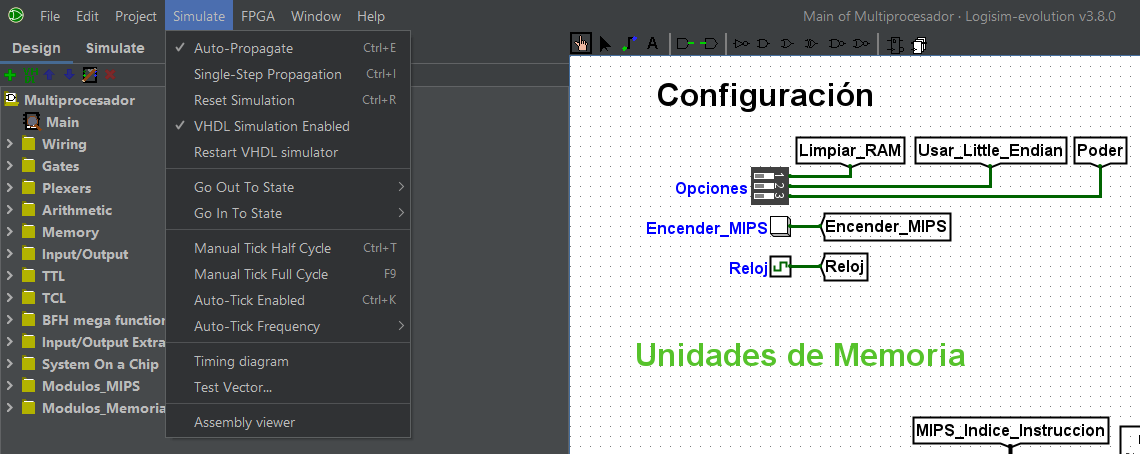 File Edit Project Simulate FPGA Window Help
Main of Multiprocesador · Logisim-evolution v3.8.0
Design Simulate
Multiprocesador
Main
Wiring
Gates
Plexers
Arithmetic
Memory
Input/Output
TTL
TCL
BFH mega function
Input/Output Extra
System On a Chip
Modulos_MIPS
Modulos_Memoria
Auto-Propagate Ctrl+E
Single-Step Propagation Ctrl+I
Reset Simulation Ctrl+R
VHDL Simulation Enabled
Restart VHDL simulator
Go Out To State
Go In To State
Manual Tick Half Cycle Ctrl+T
Manual Tick Full Cycle F9
Auto-Tick Enabled Ctrl+K
Auto-Tick Frequency
Timing diagram
Test Vector...
Assembly viewer
A
Configuración
Limpiar_RAM Usar_Little_Endian Poder
Opciones
1
2
3
Encender_MIPS Encender_MIPS
Reloj Reloj
Unidades de Memoria
MIPS_Indice_Instruccion